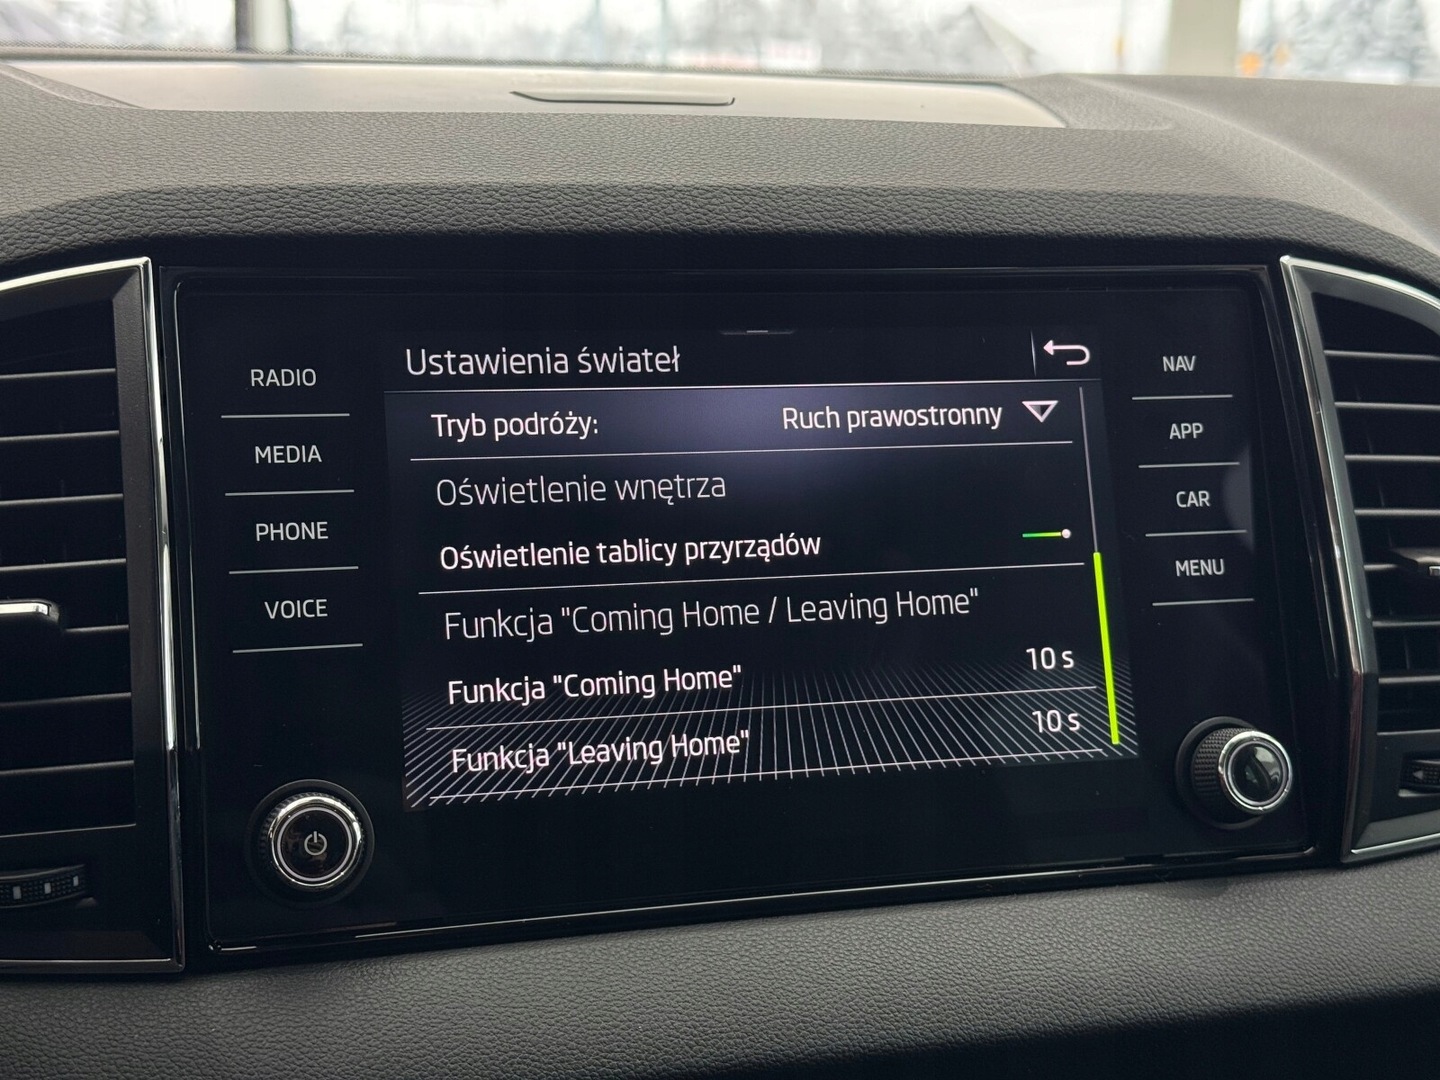 Ustawienia świateł
Tryb podróży: Ruch prawostronny
Oświetlenie wnętrza
Oświetlenie tablicy przyrządów
Funkcja "Coming Home / Leaving Home"
Funkcja "Coming Home" 10 s
Funkcja "Leaving Home" 10 s
RADIO
MEDIA
PHONE
VOICE
NAV
APP
CAR
MENU